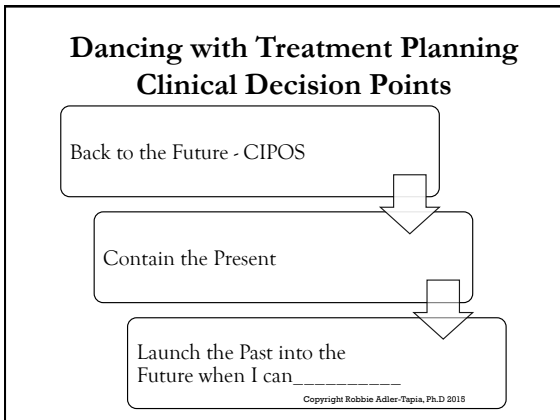 Dancing with Treatment Planning
Clinical Decision Points
Back to the Future - CIPOS
Contain the Present
Launch the Past into the
Future when I can__________
Copyright Robbie Adler-Tapia, Ph.D 2015